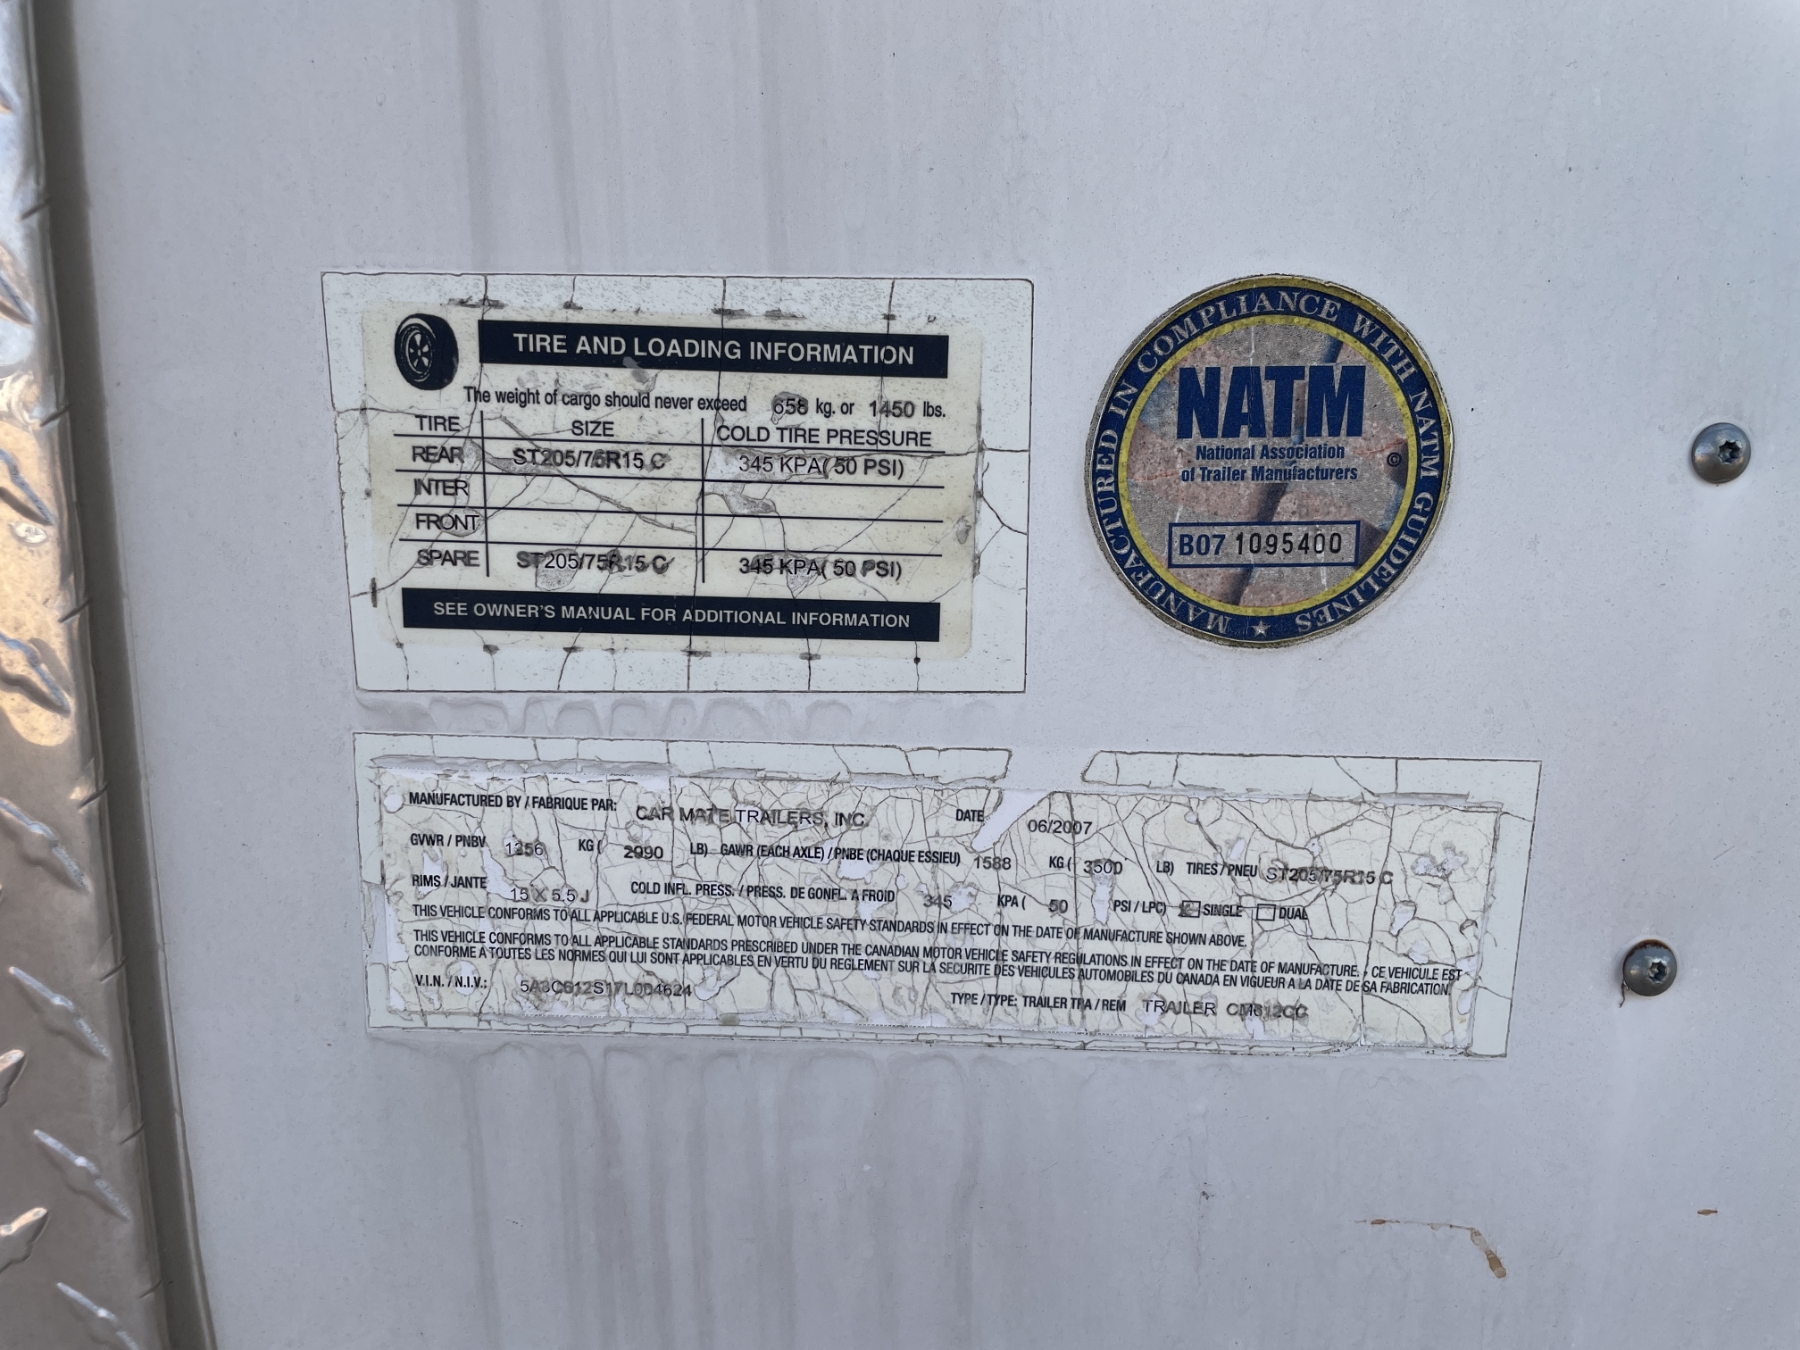 TIRE AND LOADING INFORMATION
The weight of cargo should never exceed 658 kg. or 1450 lbs.
TIRE SIZE COLD TIRE PRESSURE
REAR ST205/75R15 C 345 KPA( 50 PSI)
INTER
FRONT
SPARE ST205/75R15 C 345 KPA( 50 PSI)
SEE OWNER'S MANUAL FOR ADDITIONAL INFORMATION
MANUFACTURED IN COMPLIANCE WITH NATM GUIDELINES
NATM
National Association
of Trailer Manufacturers
©
B07 1095400
MANUFACTURED BY / FABRIQUE PAR: CAR MATE TRAILERS, INC. DATE 06/2007
GVWR / PNBV 1356 KG ( 2990 LB) GAWR (EACH AXLE) / PNBE (CHAQUE ESSIEU) 1588 KG ( 3500 LB) TIRES / PNEU ST205/75R15 C
RIMS / JANTE 15 X 5.5 J COLD INFL. PRESS. / PRESS. DE GONFL. A FROID 345 KPA ( 50 PSI / LPC) SINGLE DUAL
THIS VEHICLE CONFORMS TO ALL APPLICABLE U.S. FEDERAL MOTOR VEHICLE SAFETY STANDARDS IN EFFECT ON THE DATE OF MANUFACTURE SHOWN ABOVE.
THIS VEHICLE CONFORMS TO ALL APPLICABLE STANDARDS PRESCRIBED UNDER THE CANADIAN MOTOR VEHICLE SAFETY REGULATIONS IN EFFECT ON THE DATE OF MANUFACTURE. - CE VEHICULE EST
CONFORME A TOUTES LES NORMES QUI LUI SONT APPLICABLES EN VERTU DU REGLEMENT SUR LA SECURITE DES VEHICULES AUTOMOBILES DU CANADA EN VIGUEUR A LA DATE DE SA FABRICATION.
V.I.N. / N.I.V.: 5A3C612S17L004624 TYPE / TYPE: TRAILER TRA / REM TRAILER CM612CC